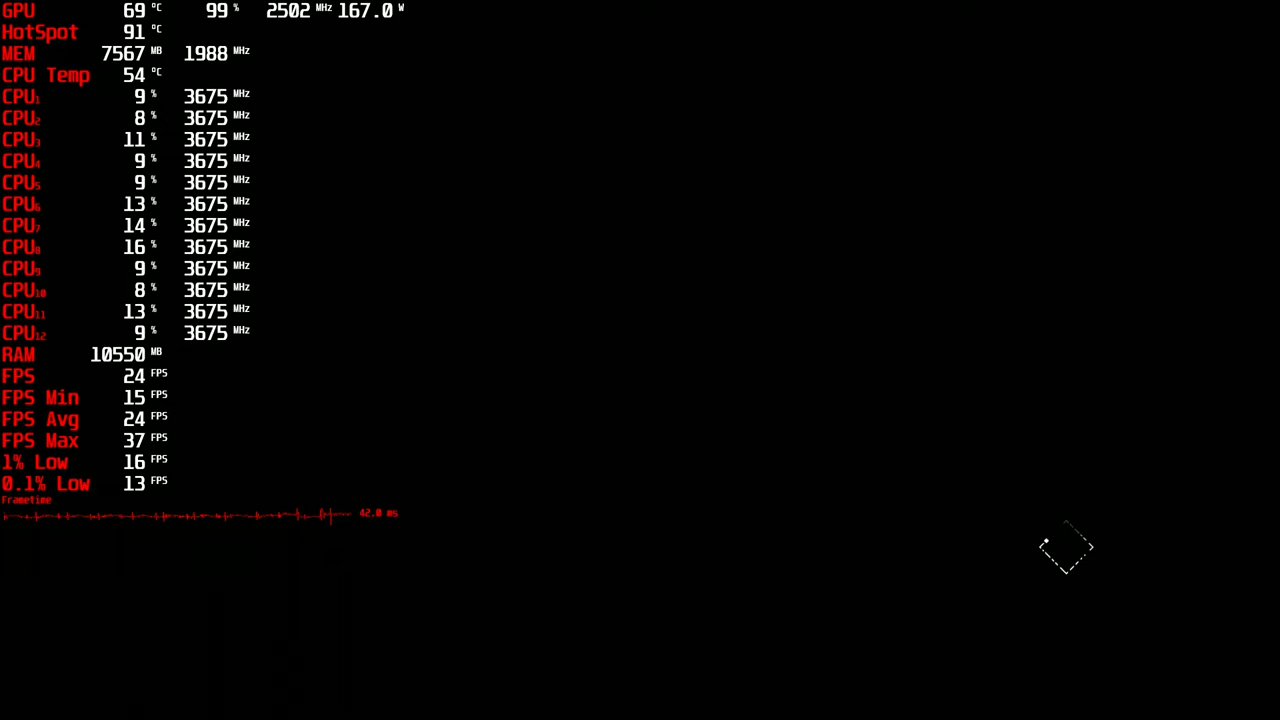 GPU 69 °C 99 % 2502 MHz 167.0 W
HotSpot 91 °C
MEM 7567 MB 1988 MHz
CPU Temp 54 °C
CPU1 9 % 3675 MHz
CPU2 8 % 3675 MHz
CPU3 11 % 3675 MHz
CPU4 9 % 3675 MHz
CPU5 9 % 3675 MHz
CPU6 13 % 3675 MHz
CPU7 14 % 3675 MHz
CPU8 16 % 3675 MHz
CPU9 9 % 3675 MHz
CPU10 8 % 3675 MHz
CPU11 13 % 3675 MHz
CPU12 9 % 3675 MHz
RAM 10550 MB
FPS 24 FPS
FPS Min 15 FPS
FPS Avg 24 FPS
FPS Max 37 FPS
1% Low 16 FPS
0.1% Low 13 FPS
Frametime
42.0 ms